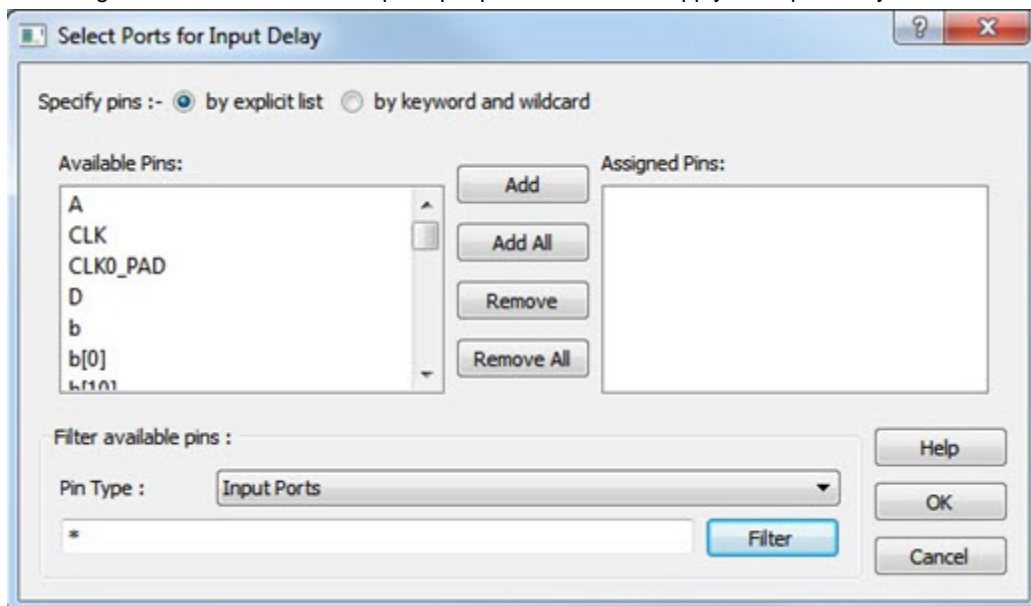 Select Ports for Input Delay
Specify pins :- by explicit list by keyword and wildcard
Available Pins:
A
CLK
CLK0_PAD
D
b
b[0]
b[10]
Add
Add All
Remove
Remove All
Assigned Pins:
Filter available pins :
Pin Type : Input Ports
*
Filter
Help
OK
Cancel